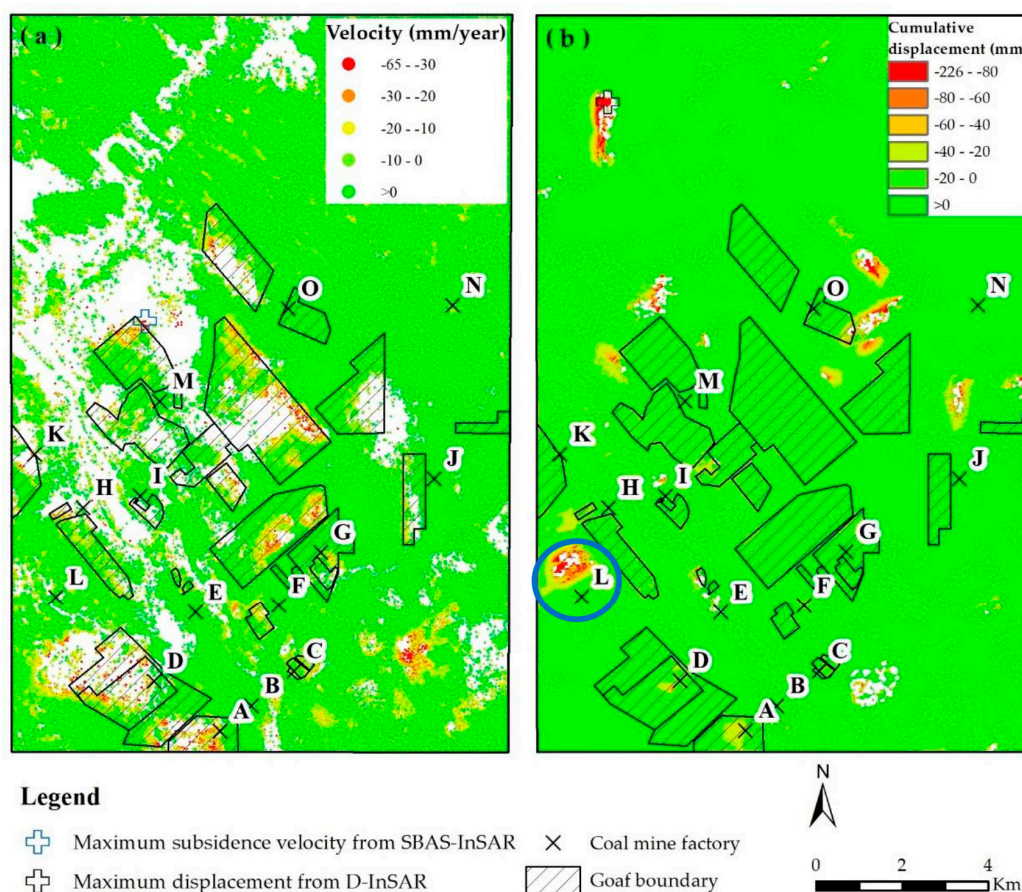 ( a )
Velocity (mm/year)
-65 - -30
-30 - -20
-20 - -10
-10 - 0
>0
O
N
M
K
I
J
H
G
L
F
E
D
C
B
A
( b )
Cumulative
displacement (mm
-226 - -80
-80 - -60
-60 - -40
-40 - -20
-20 - 0
>0
O
N
M
K
I
J
H
G
L
F
E
D
C
B
A
Legend
Maximum subsidence velocity from SBAS-InSAR
Coal mine factory
Maximum displacement from D-InSAR
Goaf boundary
N
0 2 4
Km